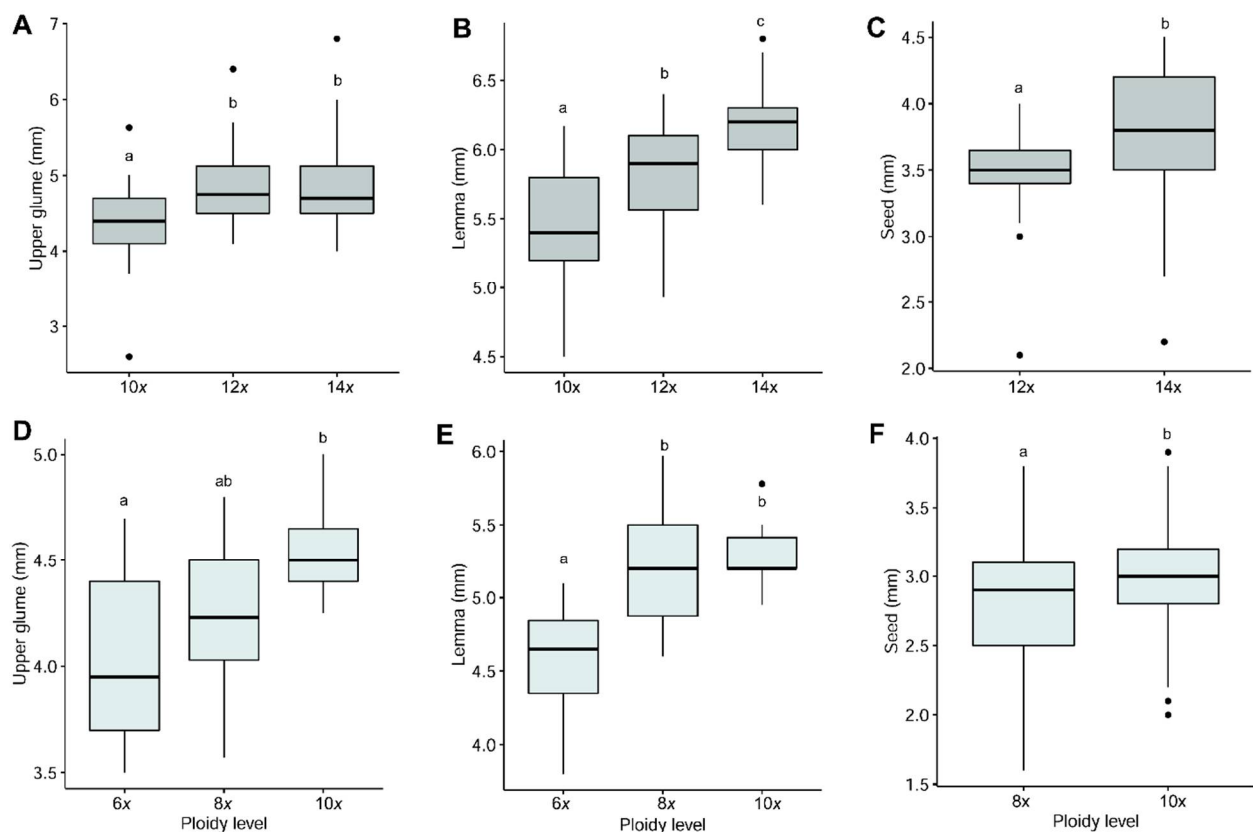 A
Upper glume (mm)
7
6
5
4
3
a
b
b
10x
12x
14x
B
Lemma (mm)
6.5
6.0
5.5
5.0
4.5
a
b
c
10x
12x
14x
C
Seed (mm)
4.5
4.0
3.5
3.0
2.5
2.0
a
b
12x
14x
D
Upper glume (mm)
5.0
4.5
4.0
3.5
a
ab
b
6x
8x
10x
Ploidy level
E
Lemma (mm)
6.0
5.5
5.0
4.5
4.0
a
b
b
6x
8x
10x
Ploidy level
F
Seed (mm)
4.0
3.5
3.0
2.5
2.0
1.5
a
b
8x
10x
Ploidy level